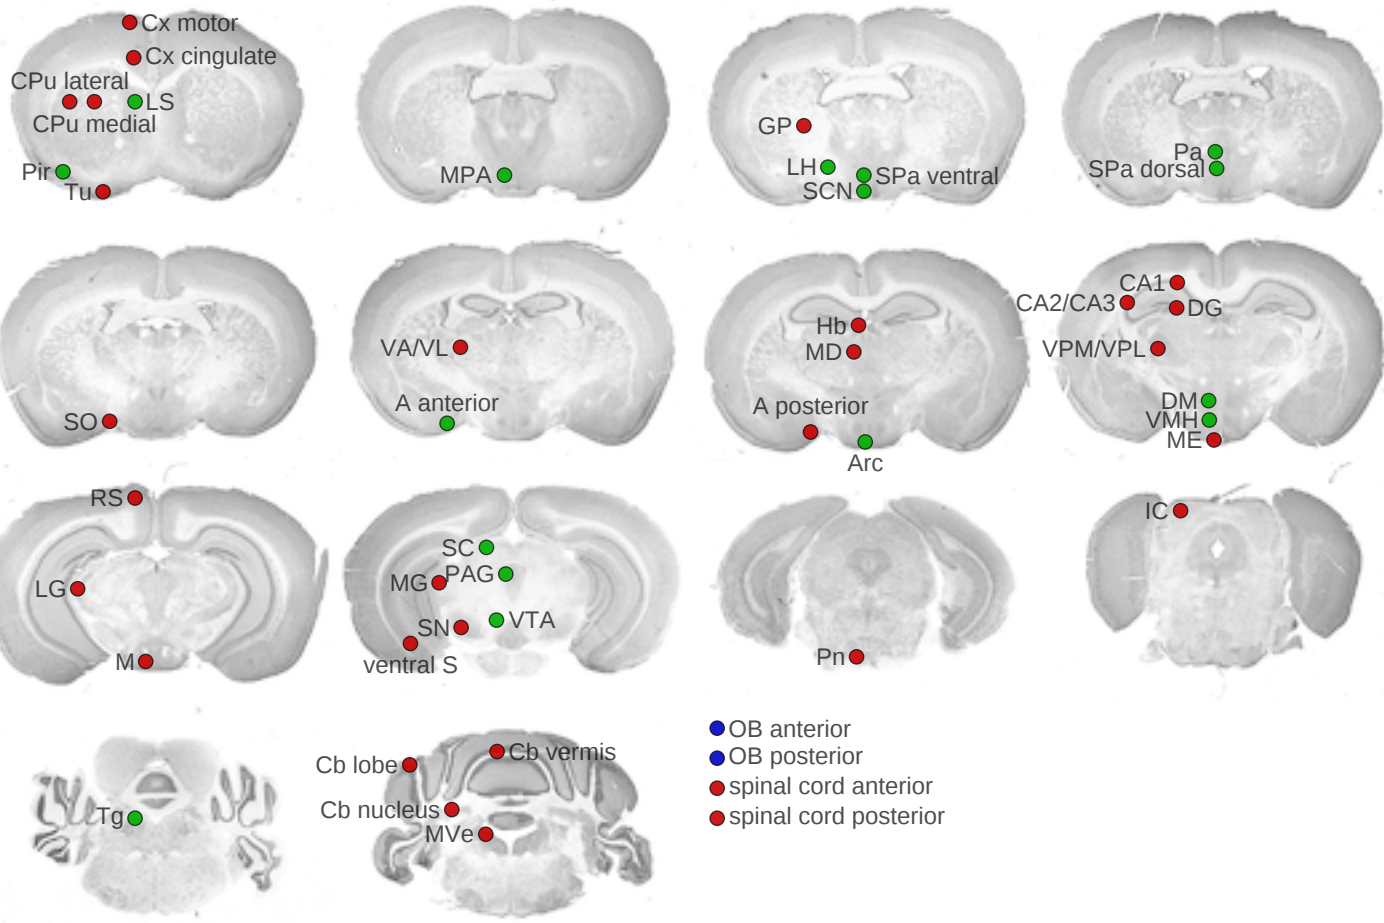 Cx motor
Cx cingulate
CPu lateral
LS
CPu medial
Pir
Tu
MPA
GP
LH
SPa ventral
SCN
Pa
SPa dorsal
SO
VA/VL
A anterior
Hb
MD
A posterior
Arc
CA1
CA2/CA3
DG
VPM/VPL
DM
VMH
ME
RS
LG
M
SC
PAG
MG
VTA
SN
ventral S
Pn
IC
Tg
Cb vermis
Cb lobe
Cb nucleus
MVe
OB anterior
OB posterior
spinal cord anterior
spinal cord posterior